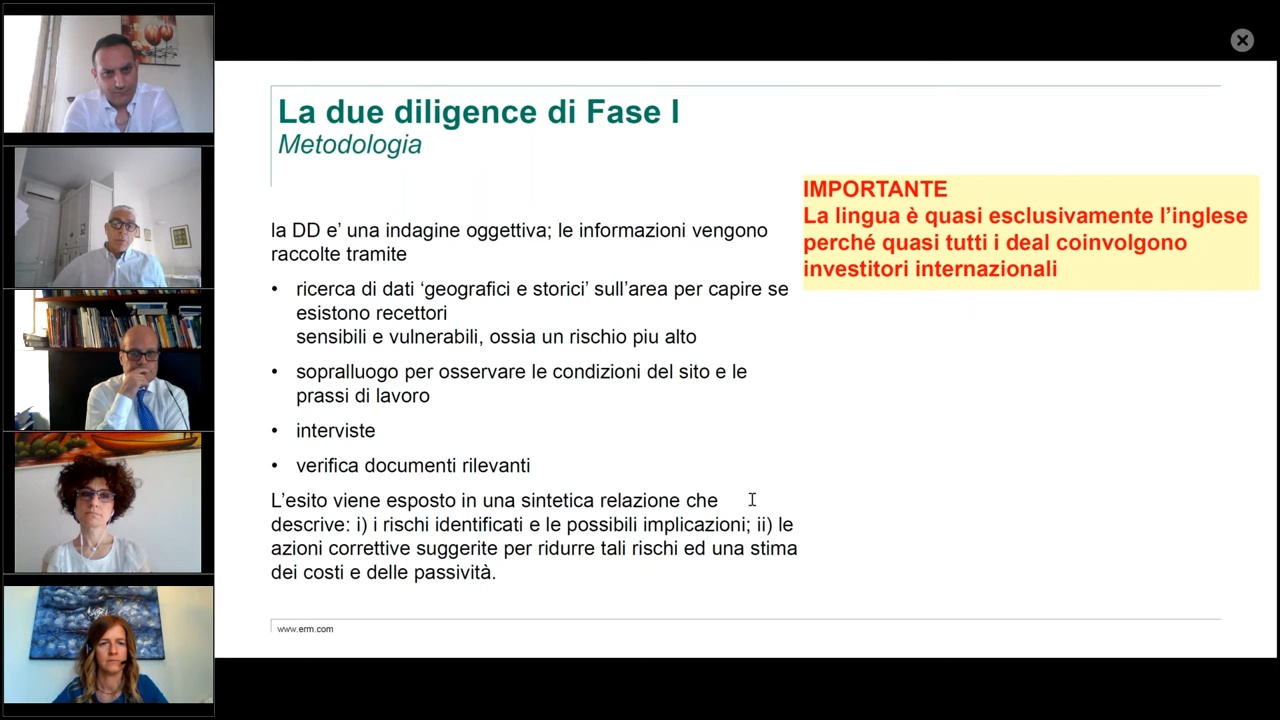 La due diligence di Fase I
Metodologia
IMPORTANTE
La lingua è quasi esclusivamente l’inglese
perché quasi tutti i deal coinvolgono
investitori internazionali
la DD e’ una indagine oggettiva; le informazioni vengono
raccolte tramite
• ricerca di dati ‘geografici e storici’ sull’area per capire se
esistono recettori
sensibili e vulnerabili, ossia un rischio piu alto
• sopralluogo per osservare le condizioni del sito e le
prassi di lavoro
• interviste
• verifica documenti rilevanti
L’esito viene esposto in una sintetica relazione che
descrive: i) i rischi identificati e le possibili implicazioni; ii) le
azioni correttive suggerite per ridurre tali rischi ed una stima
dei costi e delle passività.
www.erm.com